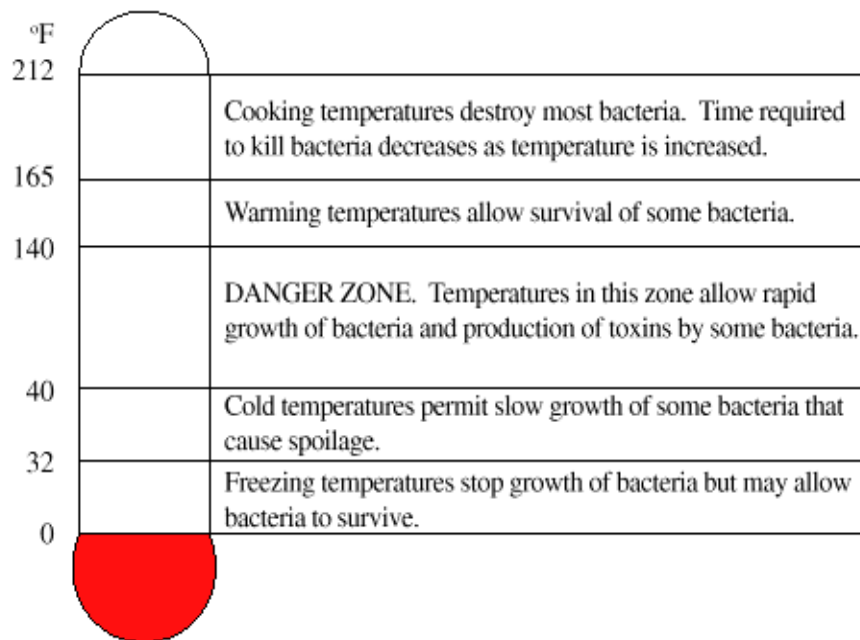 °F
212
Cooking temperatures destroy most bacteria.  Time required
to kill bacteria decreases as temperature is increased.
165
Warming temperatures allow survival of some bacteria.
140
DANGER ZONE.  Temperatures in this zone allow rapid
growth of bacteria and production of toxins by some bacteria.
40
Cold temperatures permit slow growth of some bacteria that
cause spoilage.
32
Freezing temperatures stop growth of bacteria but may allow
bacteria to survive.
0